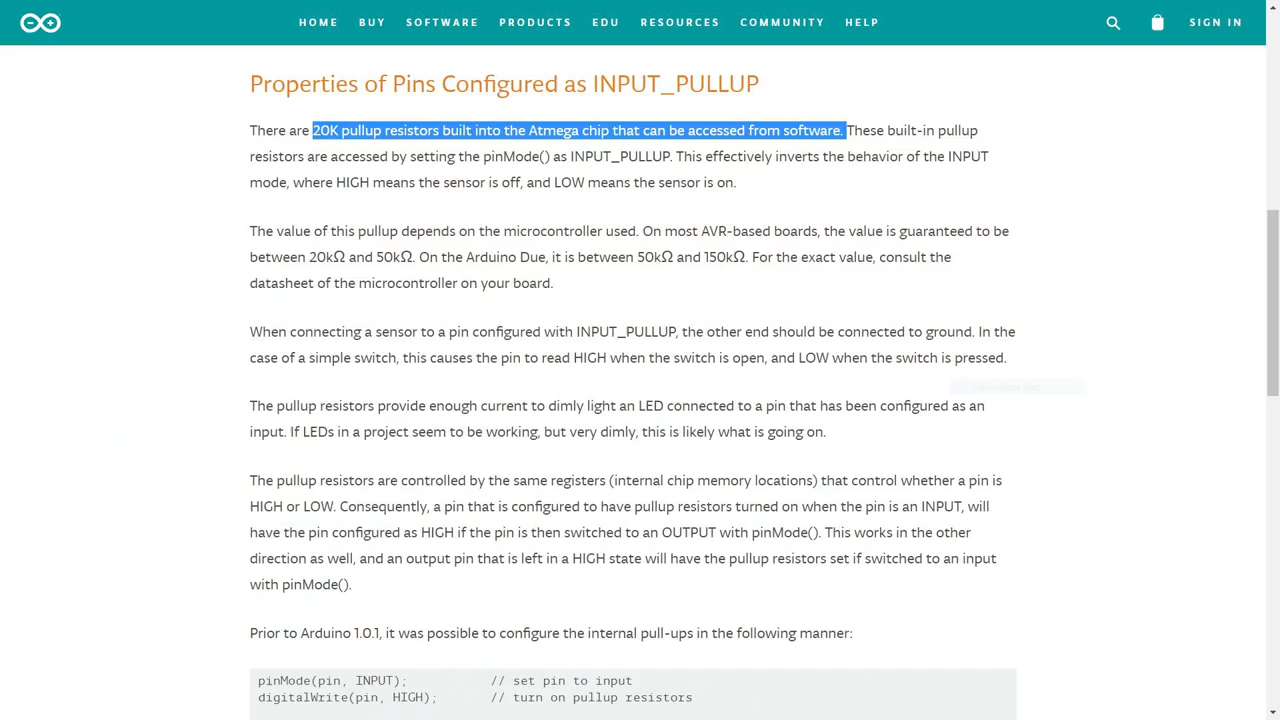 HOME BUY SOFTWARE PRODUCTS EDU RESOURCES COMMUNITY HELP SIGN IN
Properties of Pins Configured as INPUT_PULLUP
There are 20K pullup resistors built into the Atmega chip that can be accessed from software. These built-in pullup
resistors are accessed by setting the pinMode() as INPUT_PULLUP. This effectively inverts the behavior of the INPUT
mode, where HIGH means the sensor is off, and LOW means the sensor is on.
The value of this pullup depends on the microcontroller used. On most AVR-based boards, the value is guaranteed to be
between 20kΩ and 50kΩ. On the Arduino Due, it is between 50kΩ and 150kΩ. For the exact value, consult the
datasheet of the microcontroller on your board.
When connecting a sensor to a pin configured with INPUT_PULLUP, the other end should be connected to ground. In the
case of a simple switch, this causes the pin to read HIGH when the switch is open, and LOW when the switch is pressed.
The pullup resistors provide enough current to dimly light an LED connected to a pin that has been configured as an
input. If LEDs in a project seem to be working, but very dimly, this is likely what is going on.
The pullup resistors are controlled by the same registers (internal chip memory locations) that control whether a pin is
HIGH or LOW. Consequently, a pin that is configured to have pullup resistors turned on when the pin is an INPUT, will
have the pin configured as HIGH if the pin is then switched to an OUTPUT with pinMode(). This works in the other
direction as well, and an output pin that is left in a HIGH state will have the pullup resistors set if switched to an input
with pinMode().
Prior to Arduino 1.0.1, it was possible to configure the internal pull-ups in the following manner:
pinMode(pin, INPUT); // set pin to input
digitalWrite(pin, HIGH); // turn on pullup resistors